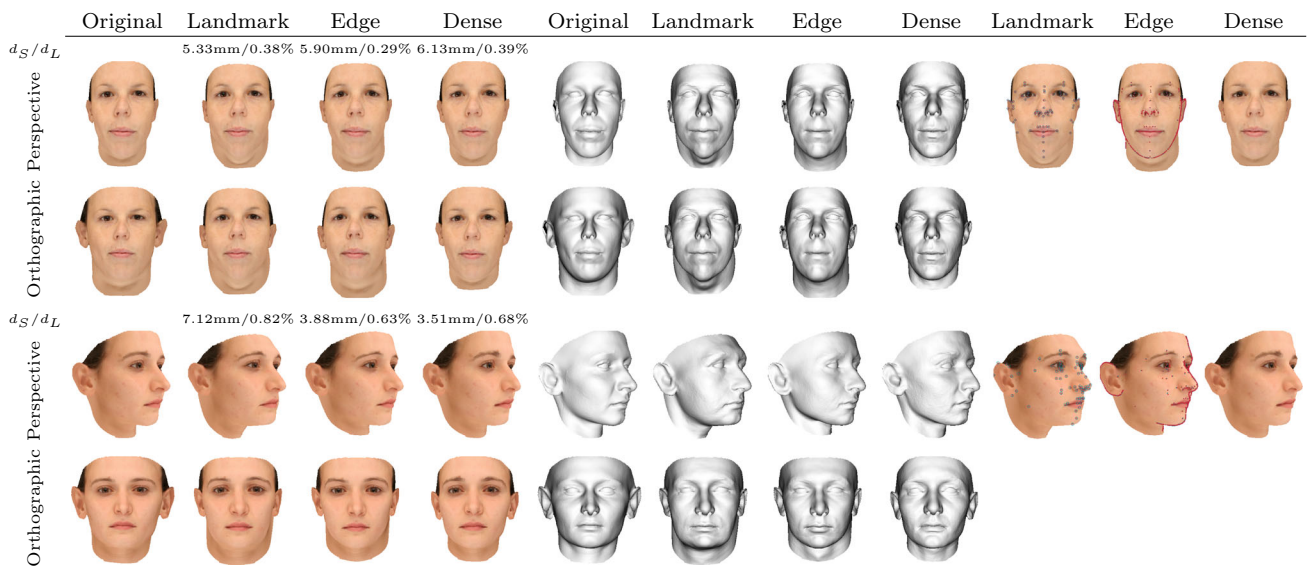 Original Landmark Edge Dense Original Landmark Edge Dense Landmark Edge Dense
d_S/d_L 5.33mm/0.38% 5.90mm/0.29% 6.13mm/0.39%
Perspective
Orthographic
d_S/d_L 7.12mm/0.82% 3.88mm/0.63% 3.51mm/0.68%
Perspective
Orthographic